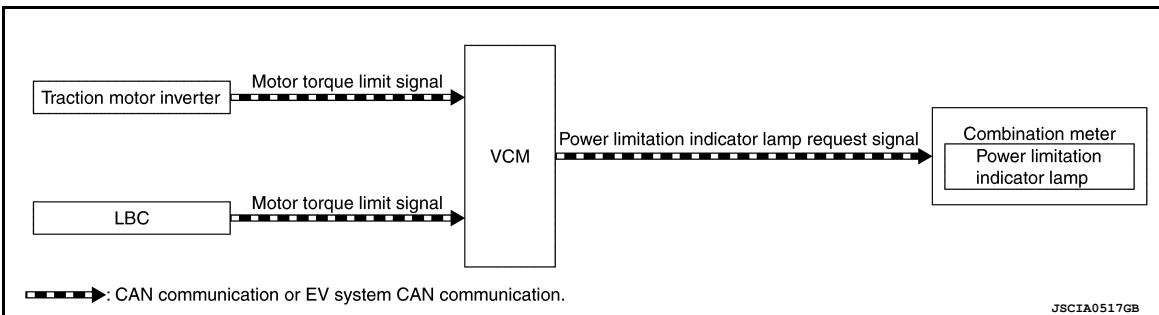 Motor torque limit signal
Traction motor inverter
VCM
Power limitation indicator lamp request signal
Combination meter
Power limitation
indicator lamp
Motor torque limit signal
LBC
: CAN communication or EV system CAN communication.
JSCIA0517GB